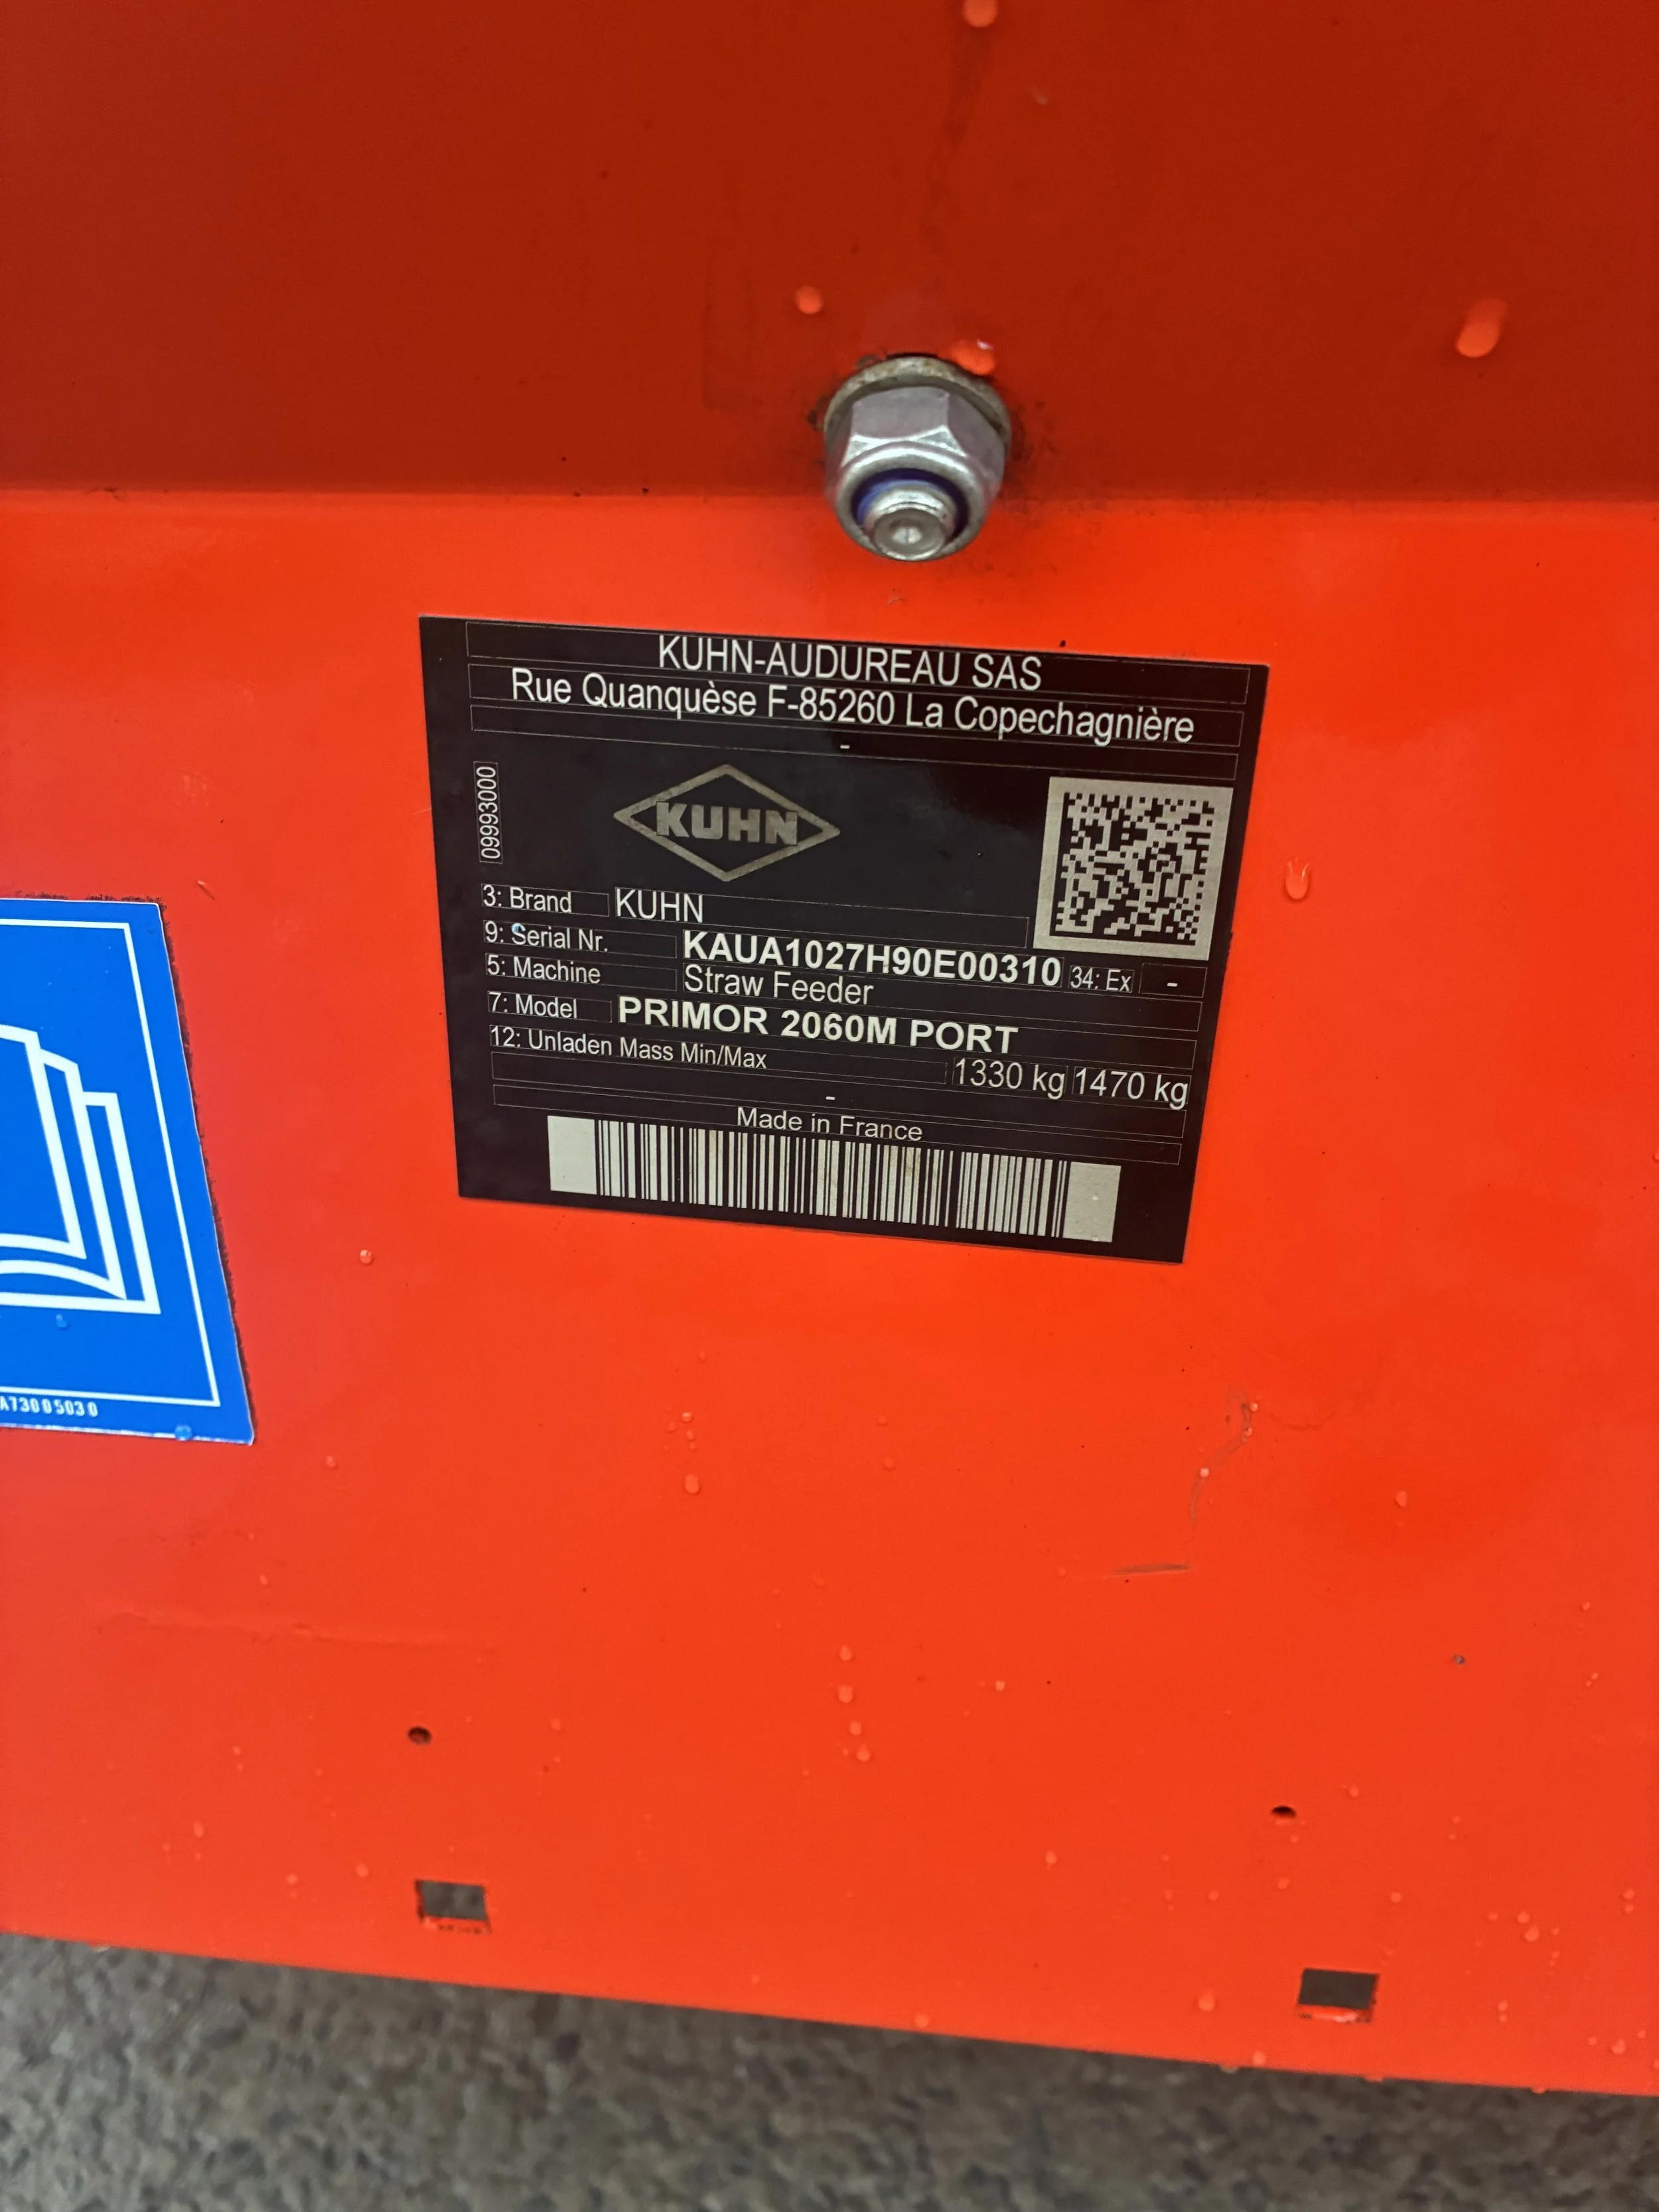 KUHN-AUDUREAU SAS
Rue Quanquèse F-85260 La Copechagnière
-
09993000
KUHN
3: Brand KUHN
9: Serial Nr. KAUA1027H90E00310 34: Ex -
5: Machine Straw Feeder
7: Model PRIMOR 2060M PORT
12: Unladen Mass Min/Max 1330 kg 1470 kg
-
Made in France
A73005030